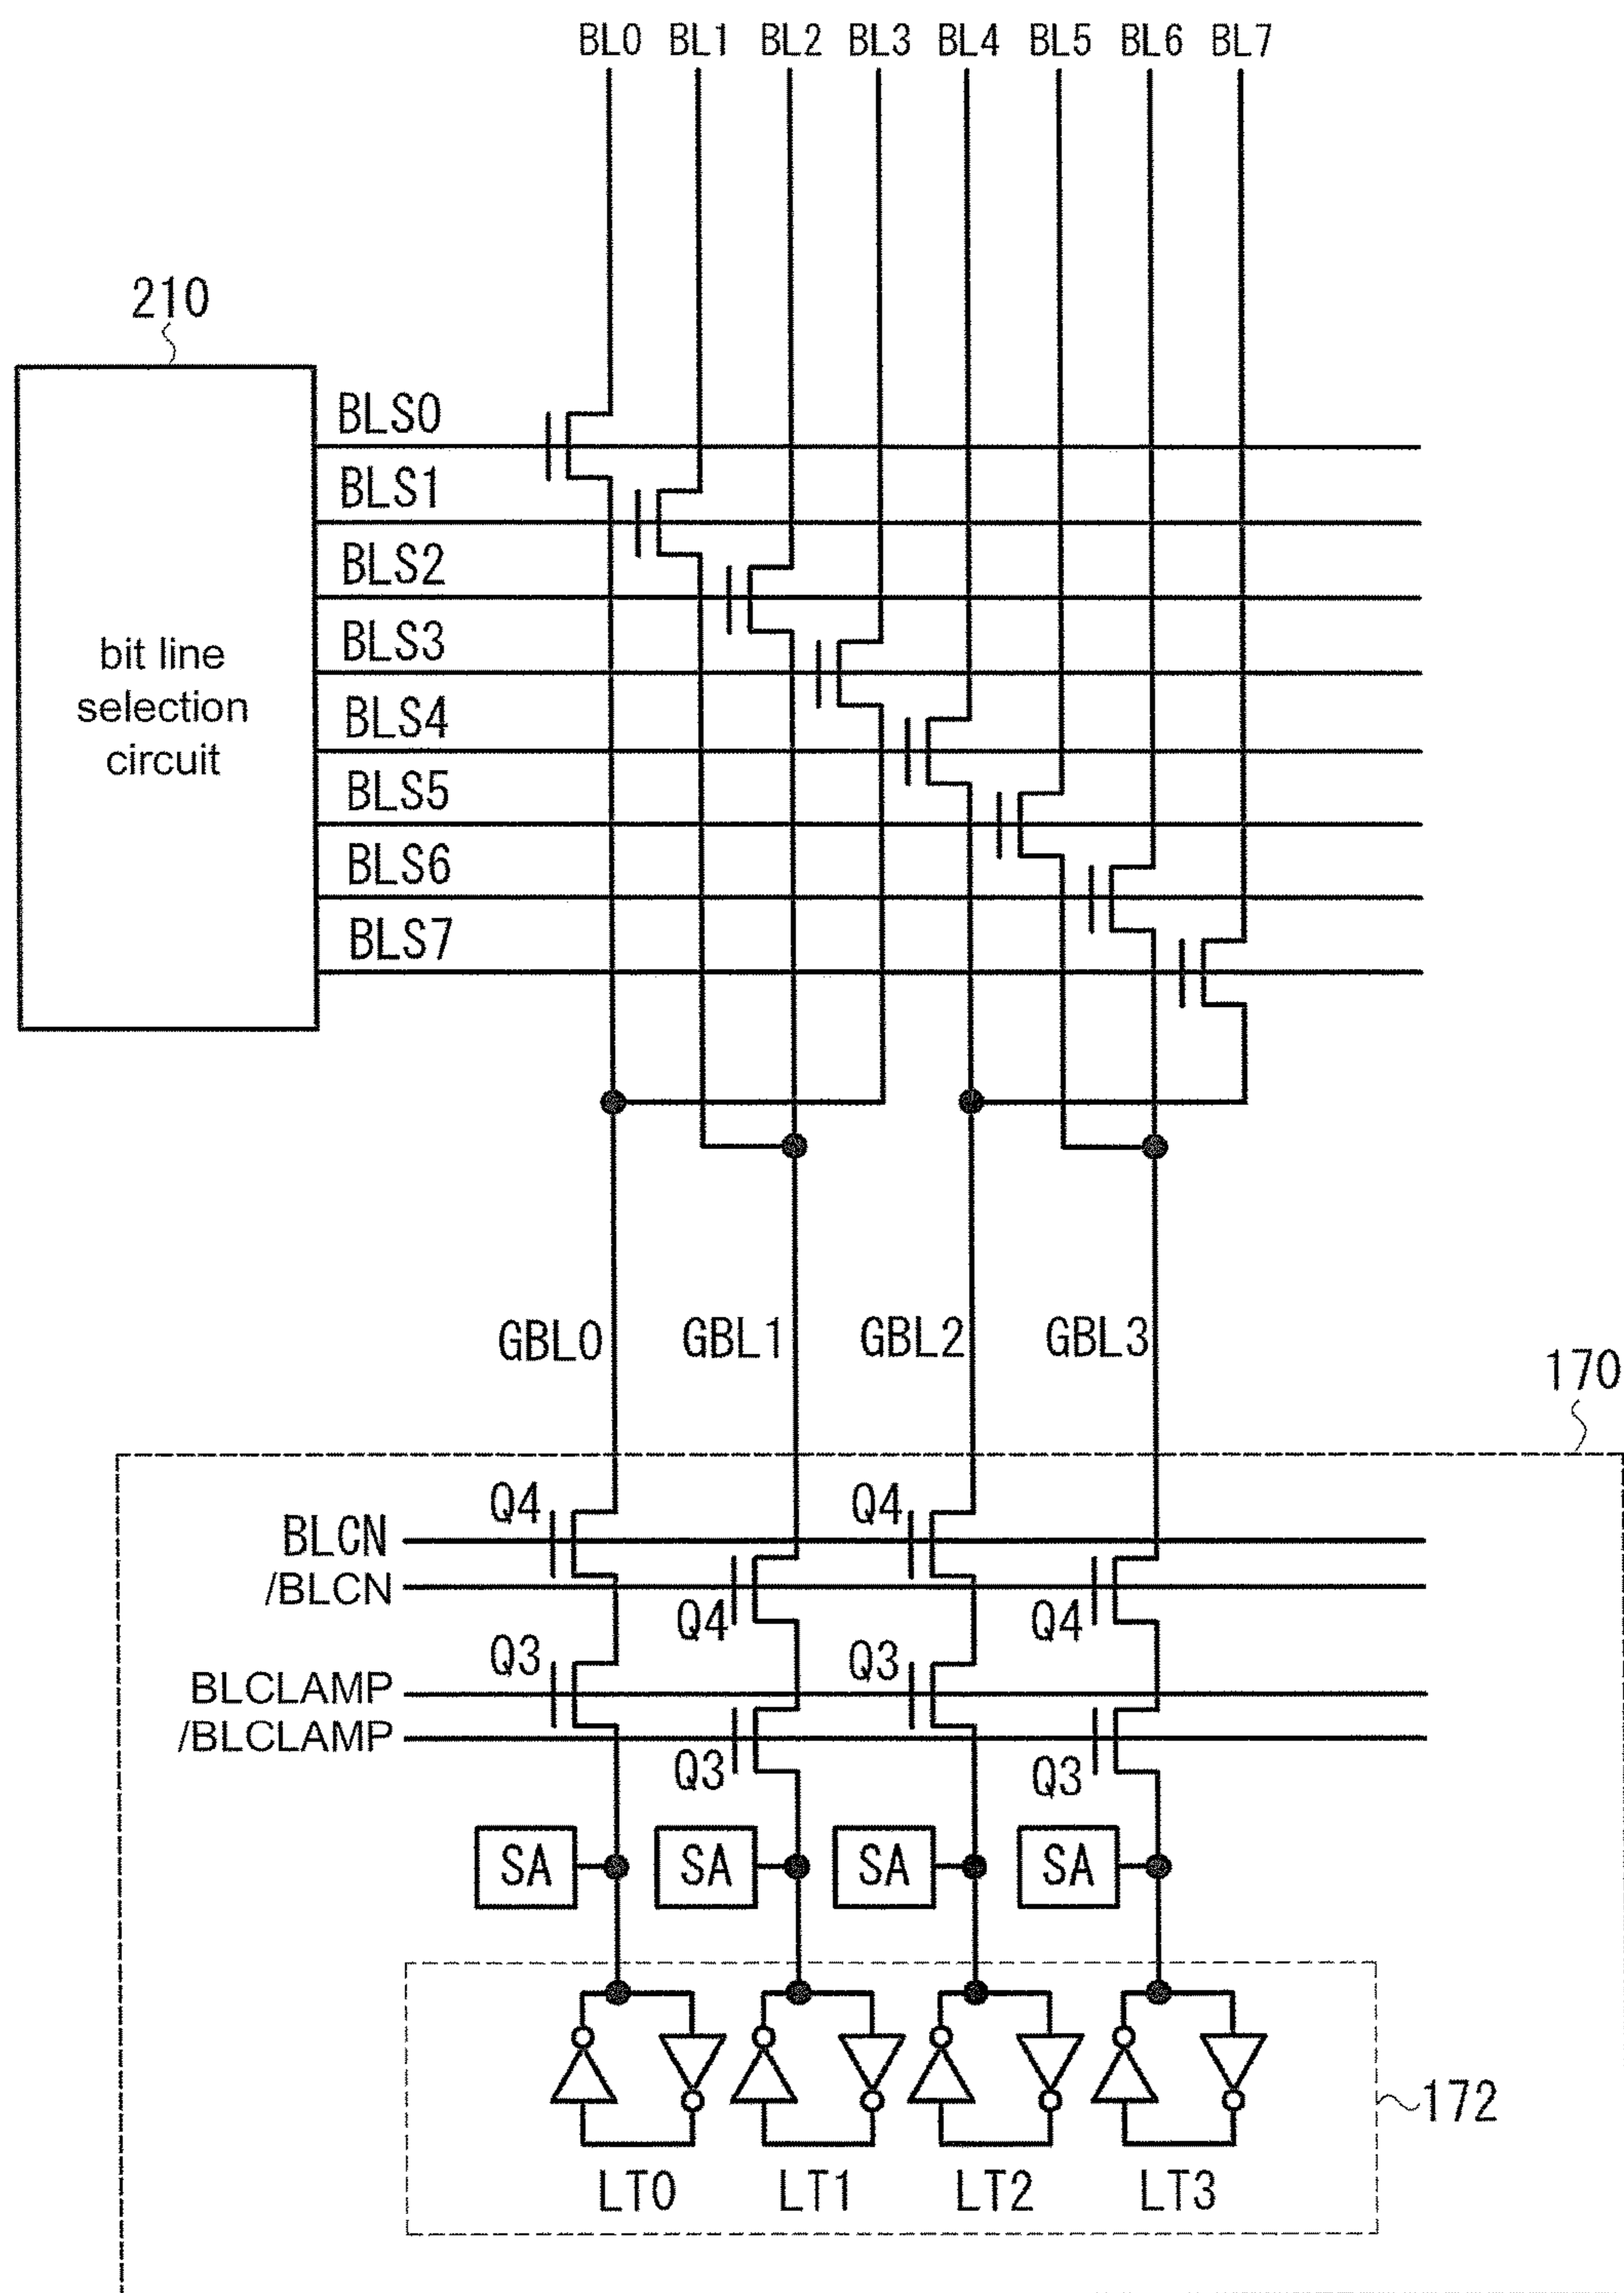 BL0 BL1 BL2 BL3 BL4 BL5 BL6 BL7
210
BLS0
BLS1
BLS2
BLS3
BLS4
BLS5
BLS6
BLS7
bit line
selection
circuit
GBL0 GBL1 GBL2 GBL3
170
Q4 Q4
BLCN
/BLCN
Q4 Q4
Q3 Q3
BLCLAMP
/BLCLAMP
Q3 Q3
SA SA SA SA
172
LT0 LT1 LT2 LT3